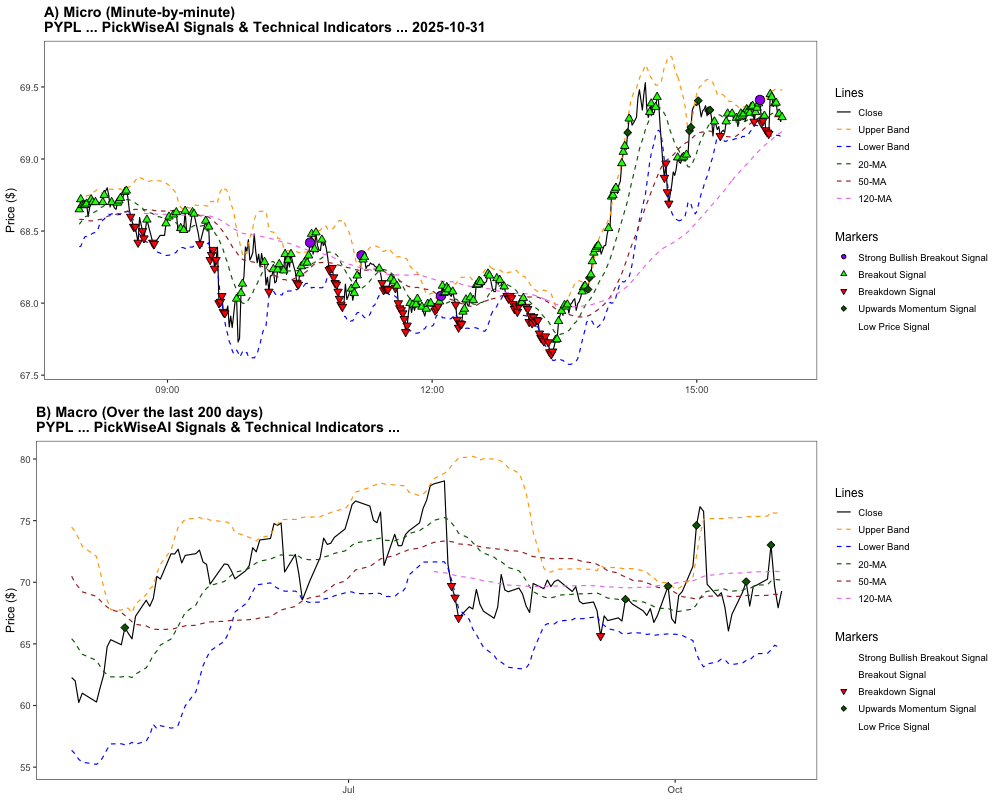 A) Micro (Minute-by-minute)
PYPL ... PickWiseAI Signals & Technical Indicators ... 2025-10-31
Price ($)
69.5
69.0
68.5
68.0
67.5
09:00
12:00
15:00
Lines
Close
Upper Band
Lower Band
20-MA
50-MA
120-MA
Markers
Strong Bullish Breakout Signal
Breakout Signal
Breakdown Signal
Upwards Momentum Signal
Low Price Signal
B) Macro (Over the last 200 days)
PYPL ... PickWiseAI Signals & Technical Indicators ...
Price ($)
80
75
70
65
60
55
Jul
Oct
Lines
Close
Upper Band
Lower Band
20-MA
50-MA
120-MA
Markers
Strong Bullish Breakout Signal
Breakout Signal
Breakdown Signal
Upwards Momentum Signal
Low Price Signal